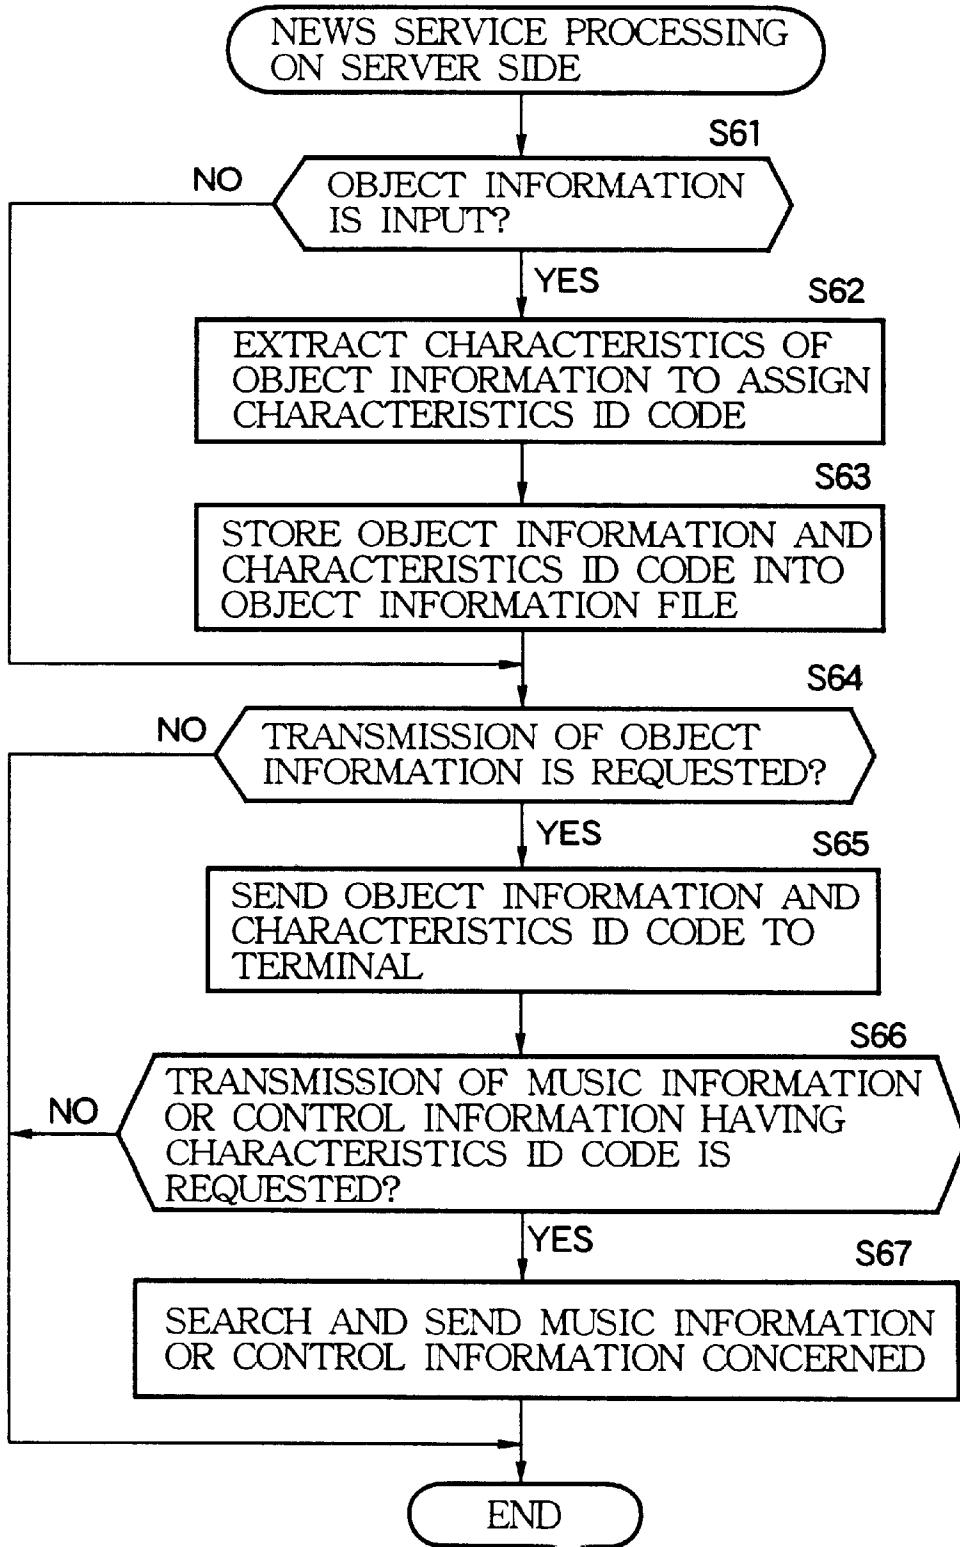 NEWS SERVICE PROCESSING
ON SERVER SIDE
S61
NO
OBJECT INFORMATION
IS INPUT?
YES
S62
EXTRACT CHARACTERISTICS OF
OBJECT INFORMATION TO ASSIGN
CHARACTERISTICS ID CODE
S63
STORE OBJECT INFORMATION AND
CHARACTERISTICS ID CODE INTO
OBJECT INFORMATION FILE
S64
NO
TRANSMISSION OF OBJECT
INFORMATION IS REQUESTED?
YES
S65
SEND OBJECT INFORMATION AND
CHARACTERISTICS ID CODE TO
TERMINAL
S66
NO
TRANSMISSION OF MUSIC INFORMATION
OR CONTROL INFORMATION HAVING
CHARACTERISTICS ID CODE IS
REQUESTED?
YES
S67
SEARCH AND SEND MUSIC INFORMATION
OR CONTROL INFORMATION CONCERNED
END